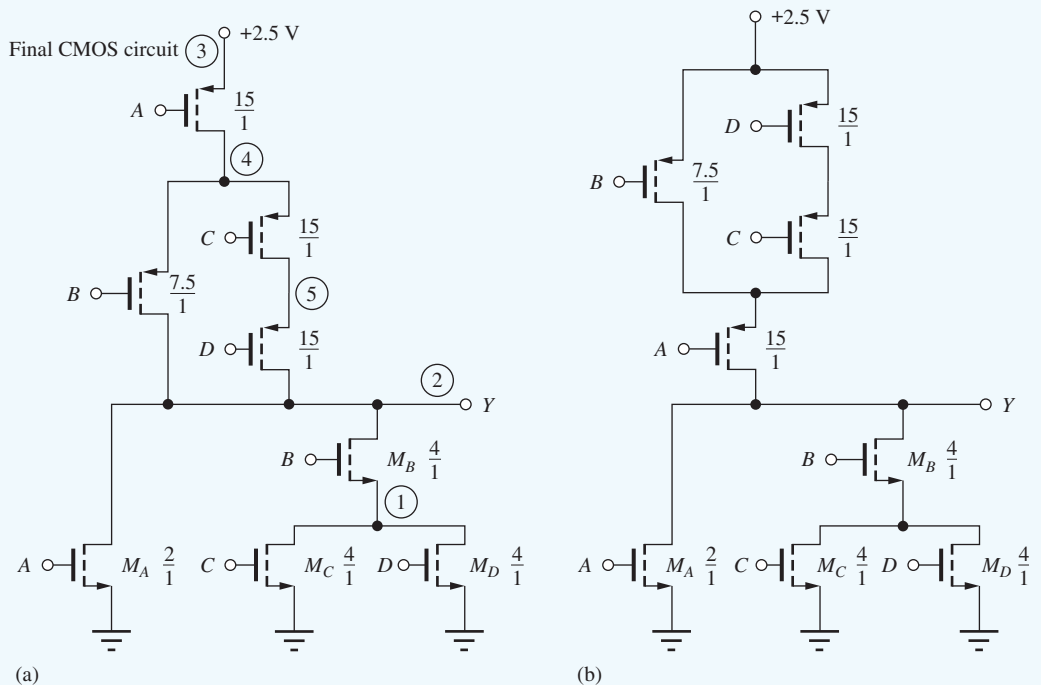 Final CMOS circuit
3
+2.5 V
A
15/1
4
C
15/1
B
7.5/1
5
D
15/1
2
Y
B
M_B 4/1
1
A
M_A 2/1
C
M_C 4/1
D
M_D 4/1
(a)
+2.5 V
D
15/1
B
7.5/1
C
15/1
A
15/1
Y
B
M_B 4/1
A
M_A 2/1
C
M_C 4/1
D
M_D 4/1
(b)